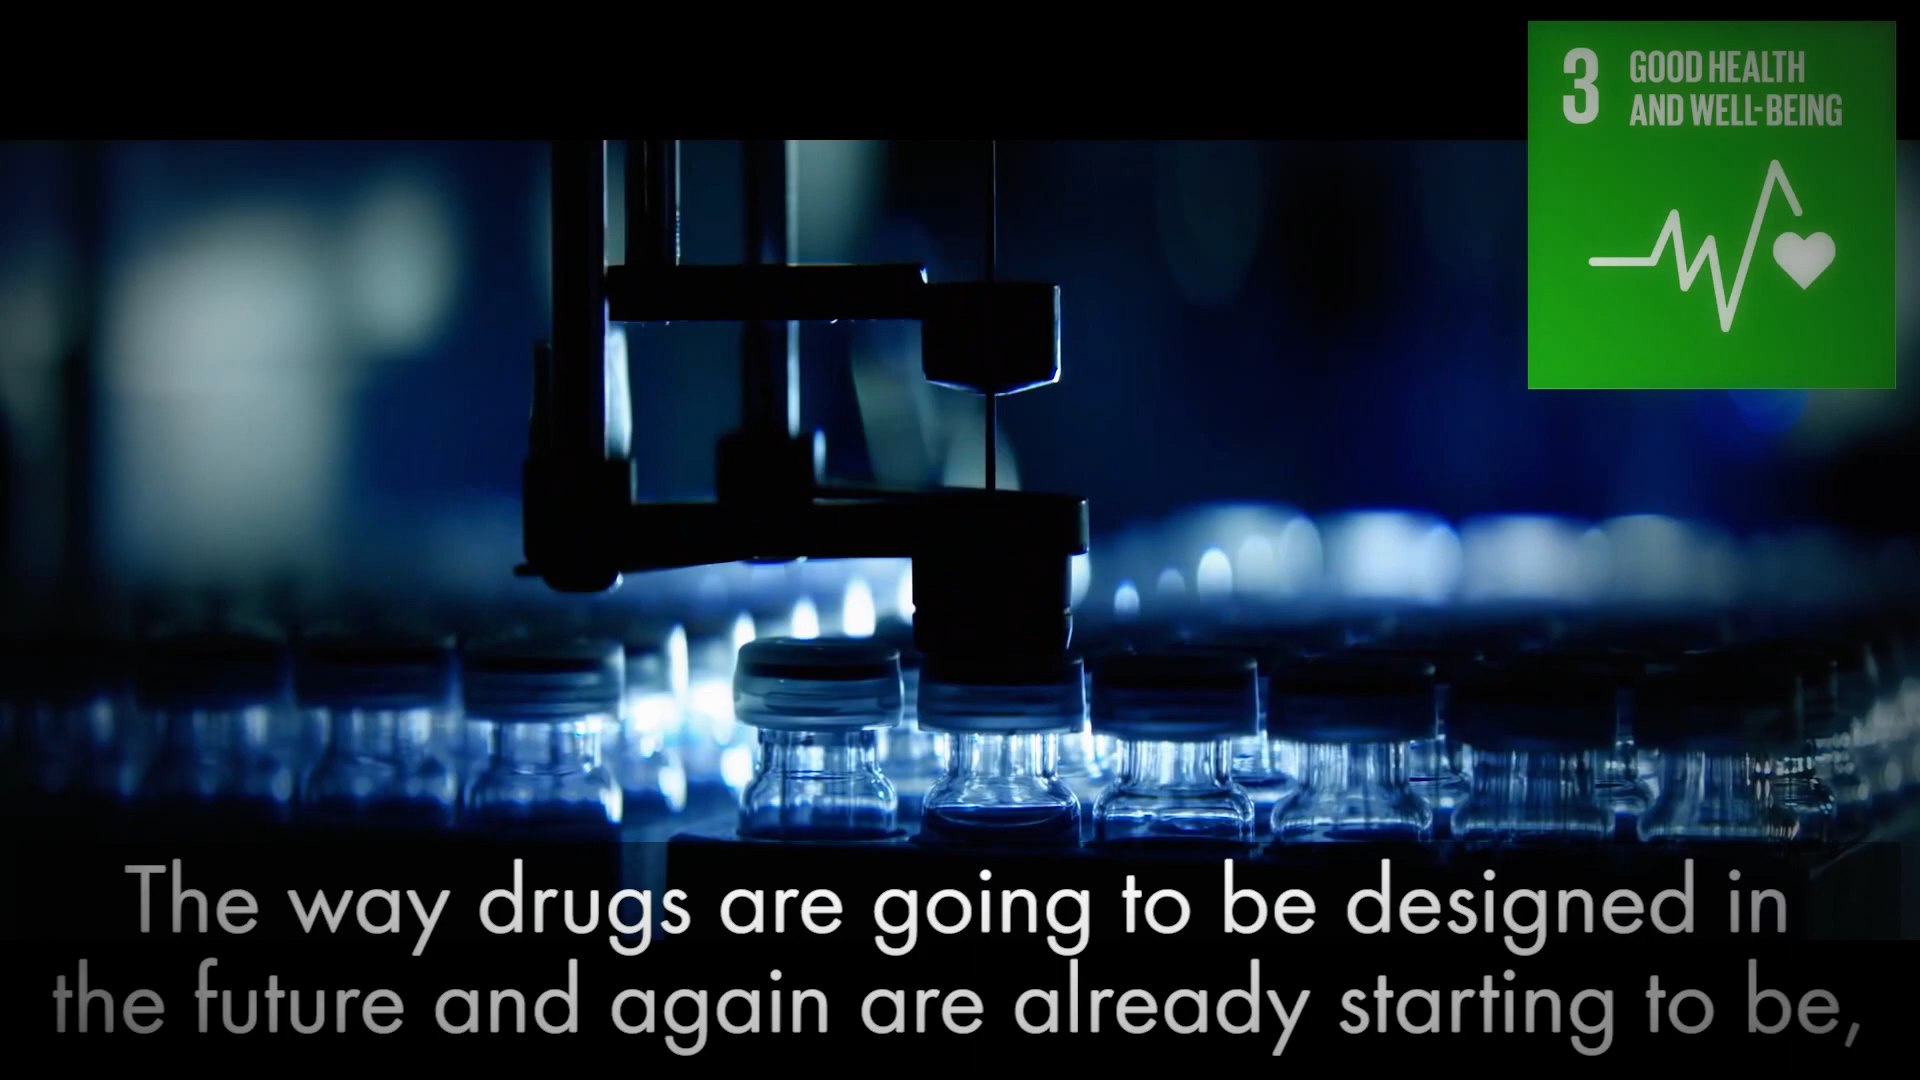 3 GOOD HEALTH
AND WELL-BEING
The way drugs are going to be designed in
the future and again are already starting to be,